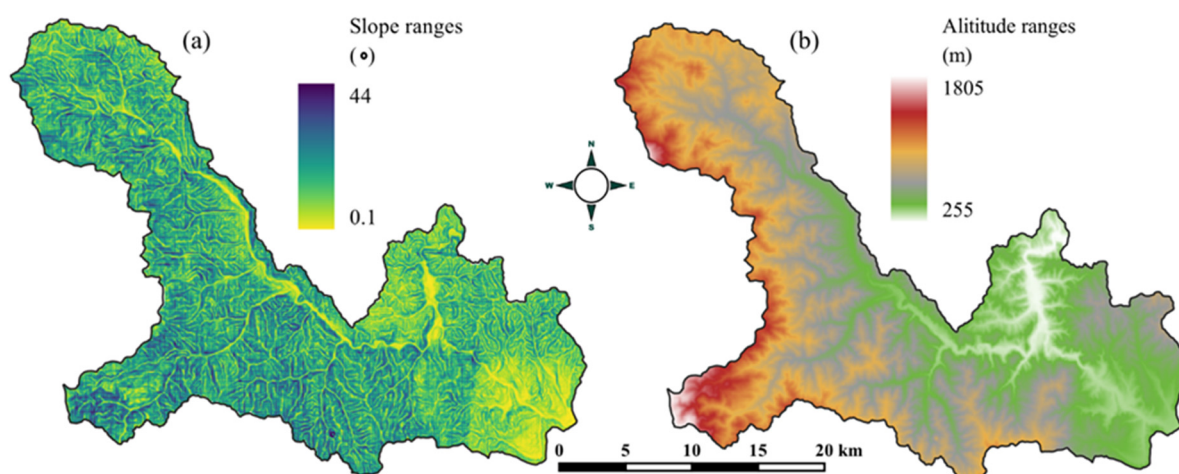 (a)
Slope ranges
(°)
44
0.1
N
W
E
S
(b)
Alititude ranges
(m)
1805
255
0
5
10
15
20 km